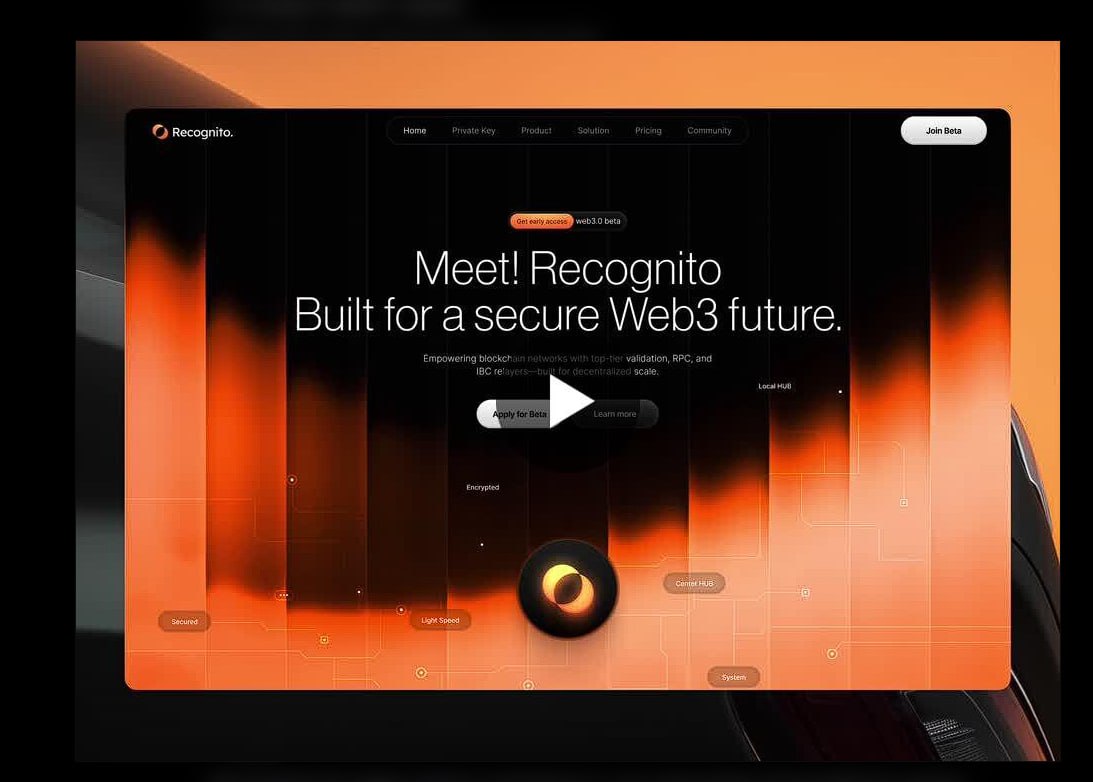 Recognito.
Home
Private Key
Product
Solution
Pricing
Community
Join Beta
Get early access web3.0 beta
Meet! Recognito
Built for a secure Web3 future.
Empowering blockchain networks with top-tier validation, RPC, and
IBC relayers—built for decentralized scale.
Apply for Beta
Learn more
Local HUB
Encrypted
Center HUB
Secured
Light Speed
System